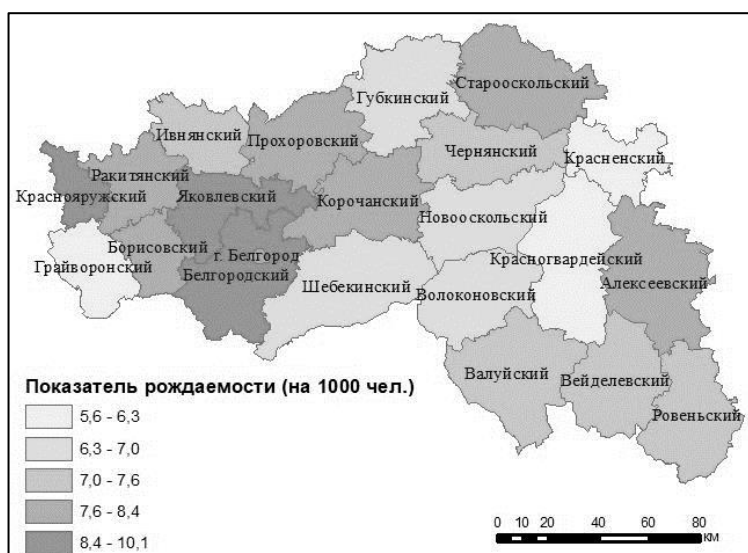 Старооскольский
Губкинский
Ивнянский
Прохоровский
Чернянский
Красненский
Ракитянский
Краснояружский
Яковлевский
Корочанский
Новооскольский
Борисовский
г. Белгород
Грайворонский
Белгородский
Красногвардейский
Шебекинский
Волоконовский
Алексеевский
Валуйский
Вейделевский
Ровеньский
Показатель рождаемости (на 1000 чел.)
5,6 - 6,3
6,3 - 7,0
7,0 - 7,6
7,6 - 8,4
8,4 - 10,1
0 10 20 40 60 80
км